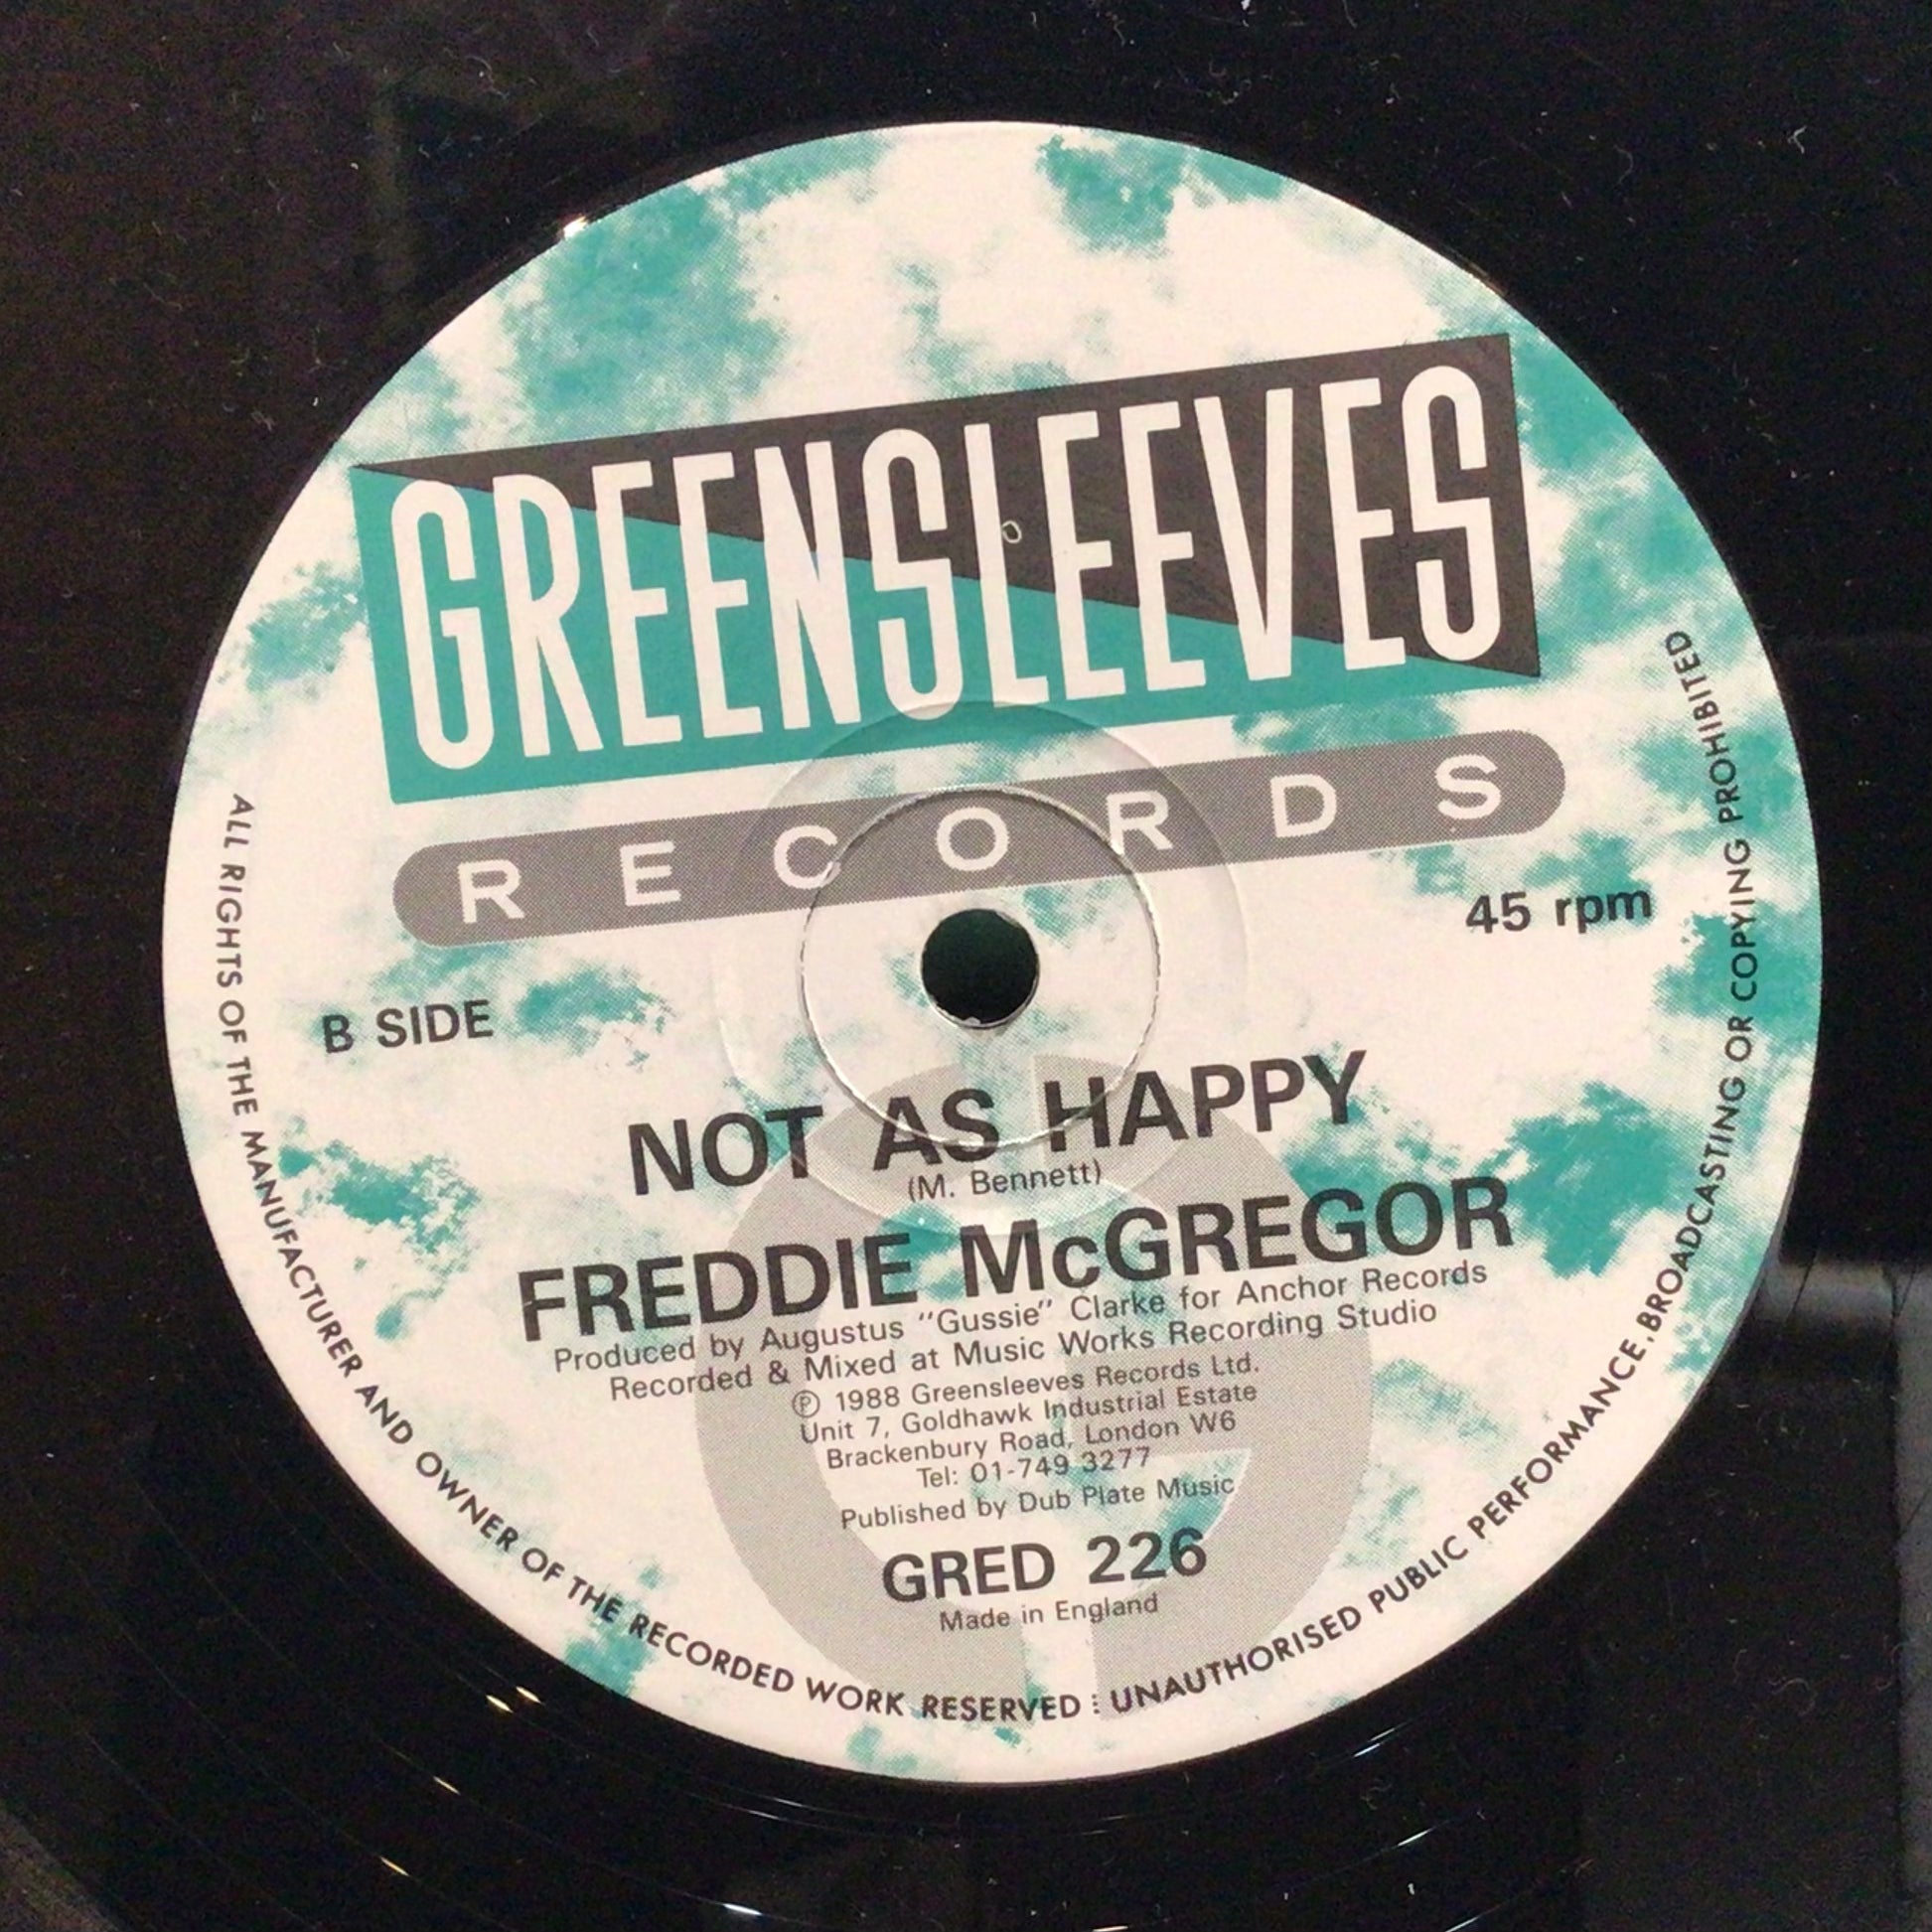 GREENSLEEVES
RECORDS
45 rpm
B SIDE
NOT AS HAPPY
(M. Bennett)
FREDDIE McGREGOR
Produced by Augustus "Gussie" Clarke for Anchor Records
Recorded & Mixed at Music Works Recording Studio
℗ 1988 Greensleeves Records Ltd.
Unit 7, Goldhawk Industrial Estate
Brackenbury Road, London W6
Tel: 01-749 3277
Published by Dub Plate Music
GRED 226
Made in England
ALL RIGHTS OF THE MANUFACTURER AND OWNER OF THE RECORDED WORK RESERVED ⋮ UNAUTHORISED PUBLIC PERFORMANCE, BROADCASTING OR COPYING PROHIBITED